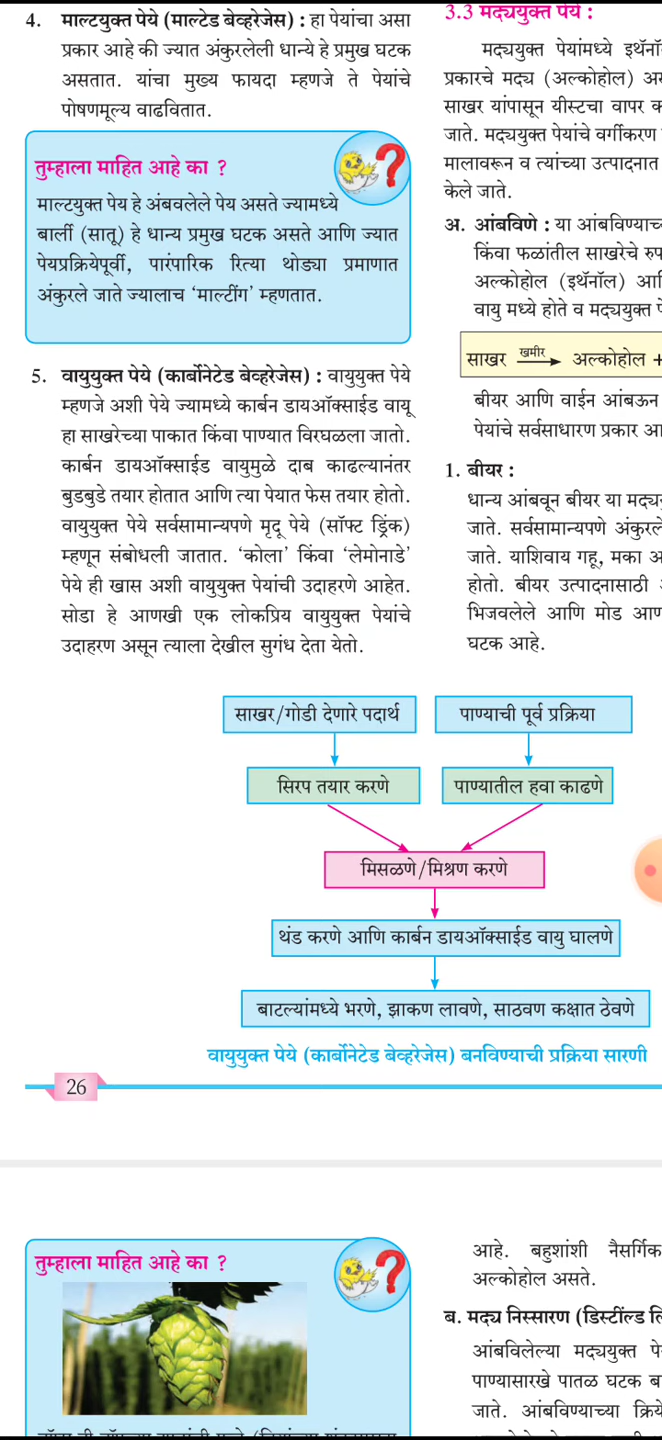 4. माल्टयुक्त पेये (माल्टेड बेव्हरेजेस) : हा पेयांचा असा
प्रकार आहे की ज्यात अंकुरलेली धान्ये हे प्रमुख घटक
असतात. यांचा मुख्य फायदा म्हणजे ते पेयांचे
पोषणमूल्य वाढवितात.
तुम्हाला माहित आहे का ?
माल्टयुक्त पेय हे अंबवलेले पेय असते ज्यामध्ये
बार्ली (सातू) हे धान्य प्रमुख घटक असते आणि ज्यात
पेयप्रक्रियेपूर्वी, पारंपारिक रित्या थोड्या प्रमाणात
अंकुरले जाते ज्यालाच ‘माल्टींग’ म्हणतात.
5. वायुयुक्त पेये (कार्बोनेटेड बेव्हरेजेस) : वायुयुक्त पेये
म्हणजे अशी पेये ज्यामध्ये कार्बन डायऑक्साईड वायू
हा साखरेच्या पाकात किंवा पाण्यात विरघळला जातो.
कार्बन डायऑक्साईड वायुमुळे दाब काढल्यानंतर
बुडबुडे तयार होतात आणि त्या पेयात फेस तयार होतो.
वायुयुक्त पेये सर्वसामान्यपणे मृदू पेये (सॉफ्ट ड्रिंक)
म्हणून संबोधली जातात. ‘कोला’ किंवा ‘लेमोनाडे’
पेये ही खास अशी वायुयुक्त पेयांची उदाहरणे आहेत.
सोडा हे आणखी एक लोकप्रिय वायुयुक्त पेयांचे
उदाहरण असून त्याला देखील सुगंध देता येतो.
3.3 मद्ययुक्त पेये :
मद्ययुक्त पेयांमध्ये
प्रकारचे मद्य (अल्कोहोल)
साखर यांपासून यीस्टचा वापर
जाते. मद्ययुक्त पेयांचे वर्गीकरण
मालावरून व त्यांच्या उत्पादनात
केले जाते.
अ. आंबविणे : या
किंवा फळांतील साखरेचे
अल्कोहोल (इथॅनॉल)
वायु मध्ये होते व मद्ययुक्त
साखर खमीर → अल्कोहोल +
बीयर आणि वाईन आंबऊन
पेयांचे सर्वसाधारण प्रकार
1. बीयर :
धान्य आंबवून बीयर या
जाते. सर्वसामान्यपणे
जाते. याशिवाय गहू, मका
होतो. बीयर उत्पादनासाठी
भिजवलेले आणि मोड
घटक आहे.
साखर/गोडी देणारे पदार्थ
पाण्याची पूर्व प्रक्रिया
सिरप तयार करणे
पाण्यातील हवा काढणे
मिसळणे/मिश्रण करणे
थंड करणे आणि कार्बन डायऑक्साईड वायु घालणे
बाटल्यांमध्ये भरणे, झाकण लावणे, साठवण कक्षात ठेवणे
वायुयुक्त पेये (कार्बोनेटेड बेव्हरेजेस) बनविण्याची प्रक्रिया सारणी
26
तुम्हाला माहित आहे का ?
आहे. बहुशांशी नैसर्गिक
अल्कोहोल असते.
ब. मद्य निस्सारण (डिस्टील्ड
आंबविलेल्या मद्ययुक्त
पाण्यासारखे पातळ घटक
जाते. आंबविण्याच्या